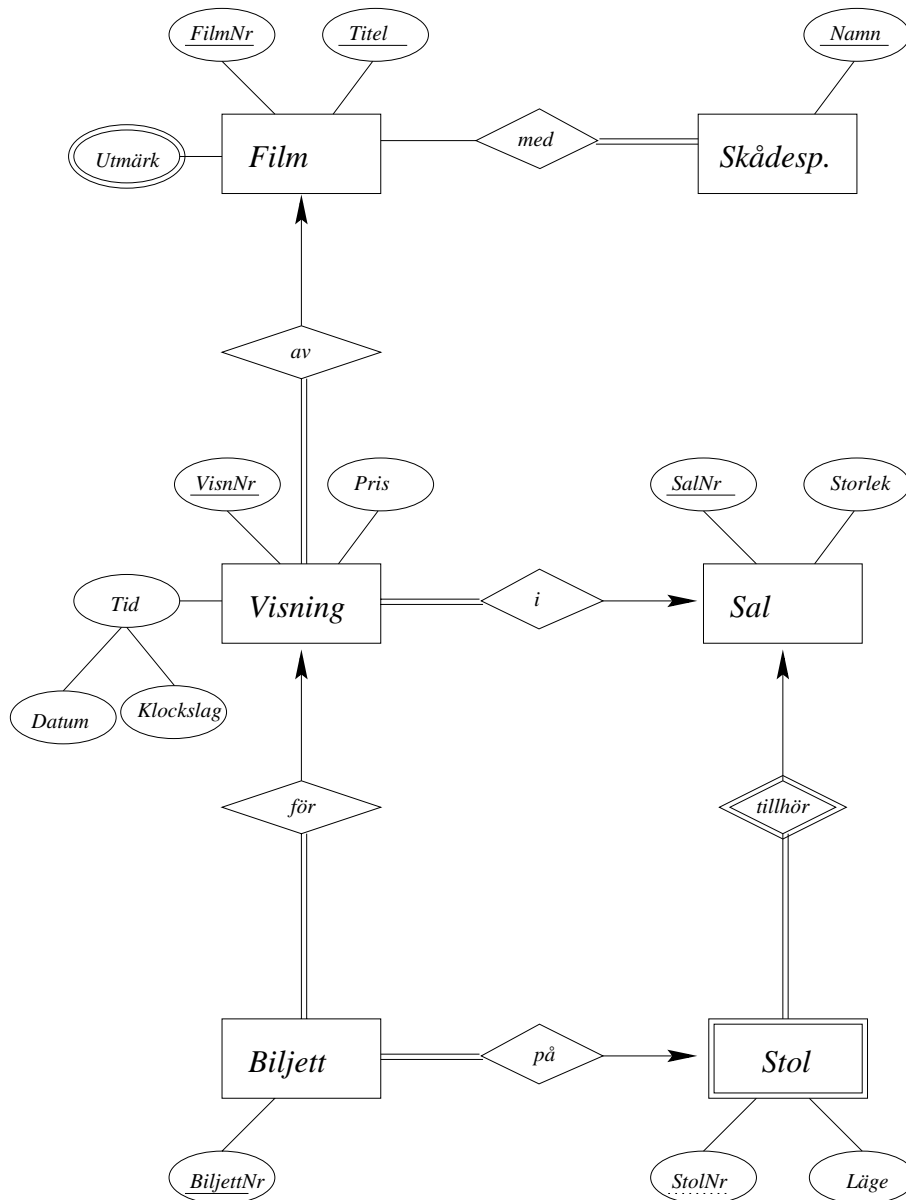 FilmNr
Titel
Namn
Utmärk
Film
med
Skådesp.
av
VisnNr
Pris
SalNr
Storlek
Tid
Visning
i
Sal
Datum
Klockslag
för
tillhör
Biljett
på
Stol
BiljettNr
StolNr
Läge